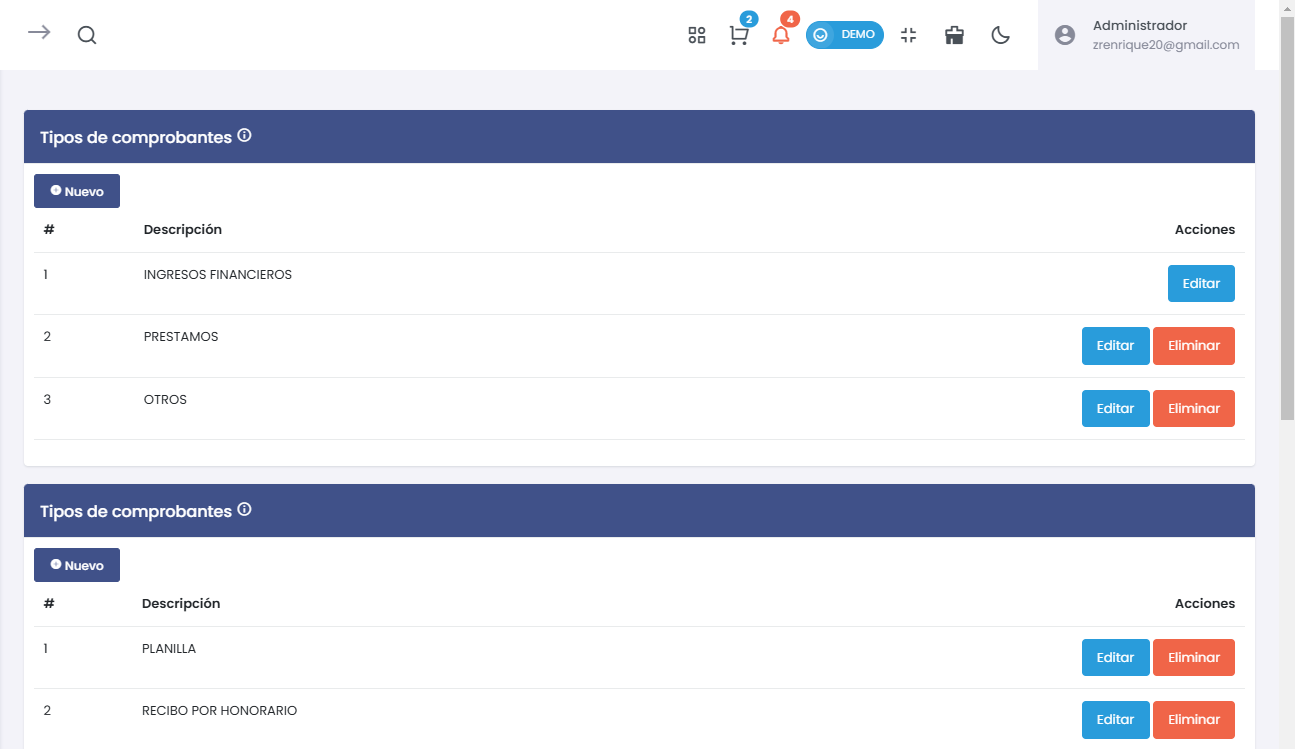 2
4
DEMO
Administrador
zrenrique20@gmail.com
Tipos de comprobantes
Nuevo
# Descripción Acciones
1 INGRESOS FINANCIEROS Editar
2 PRESTAMOS Editar Eliminar
3 OTROS Editar Eliminar
Tipos de comprobantes
Nuevo
# Descripción Acciones
1 PLANILLA Editar Eliminar
2 RECIBO POR HONORARIO Editar Eliminar